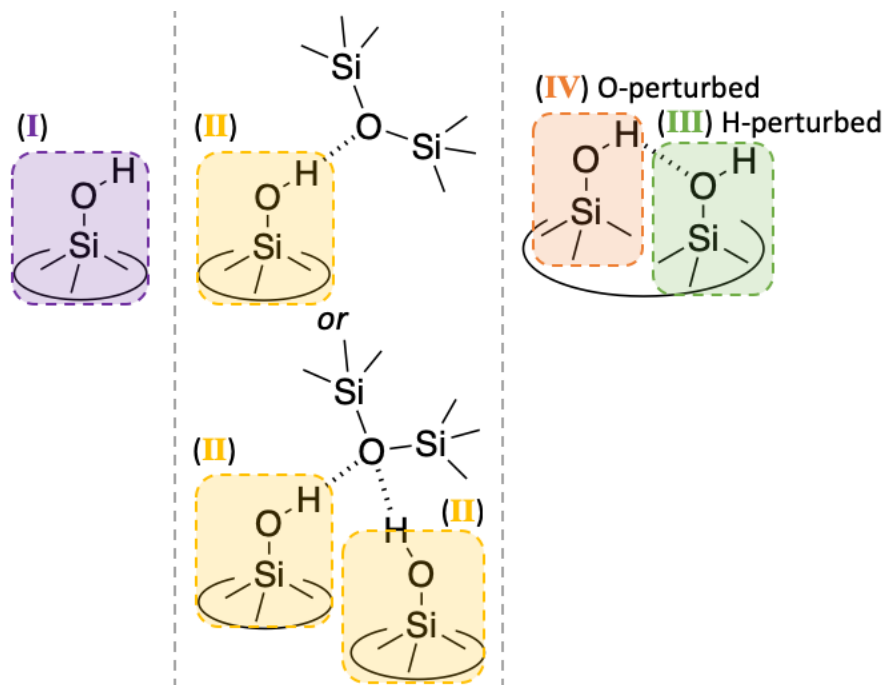 (I)
H
O
Si
Si
(II)
O
Si
H
O
Si
or
(IV) O-perturbed
(III) H-perturbed
H
H
O
O
Si
Si
Si
(II)
O
Si
H
(II)
O
H
Si
O
Si